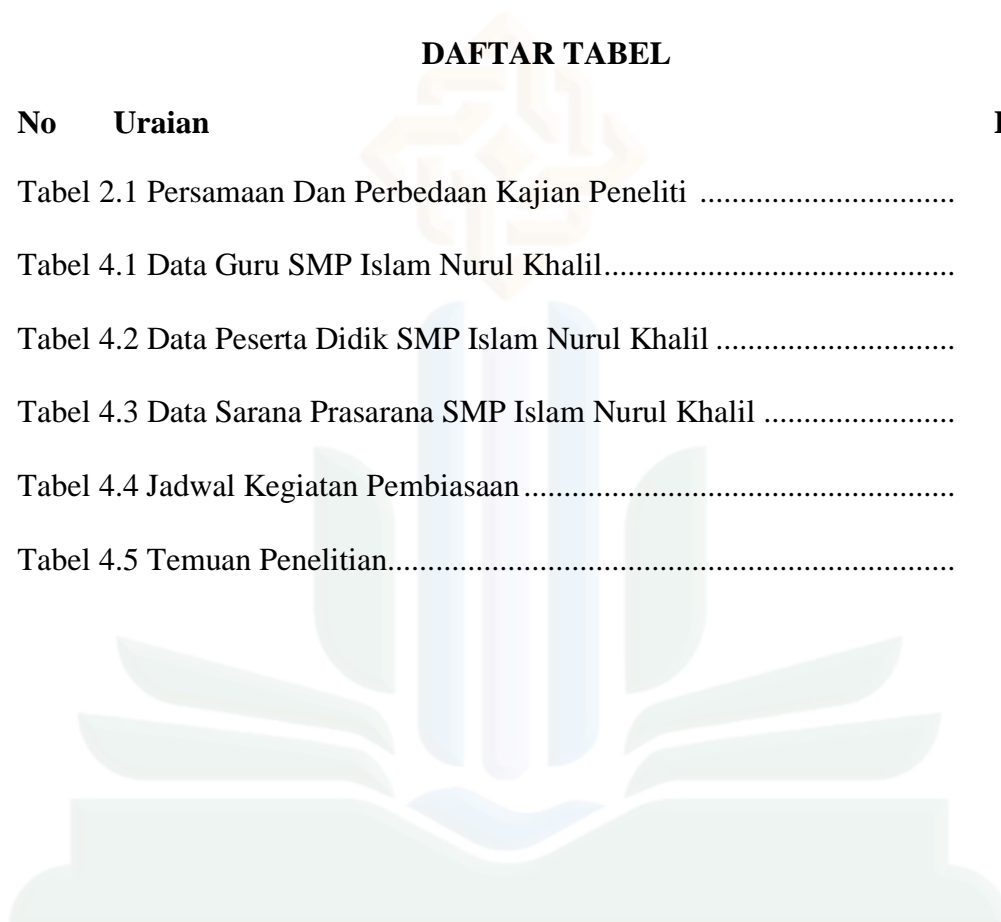 DAFTAR TABEL
No Uraian
Tabel 2.1 Persamaan Dan Perbedaan Kajian Peneliti ................................
Tabel 4.1 Data Guru SMP Islam Nurul Khalil............................................
Tabel 4.2 Data Peserta Didik SMP Islam Nurul Khalil ..............................
Tabel 4.3 Data Sarana Prasarana SMP Islam Nurul Khalil ........................
Tabel 4.4 Jadwal Kegiatan Pembiasaan......................................................
Tabel 4.5 Temuan Penelitian.......................................................................